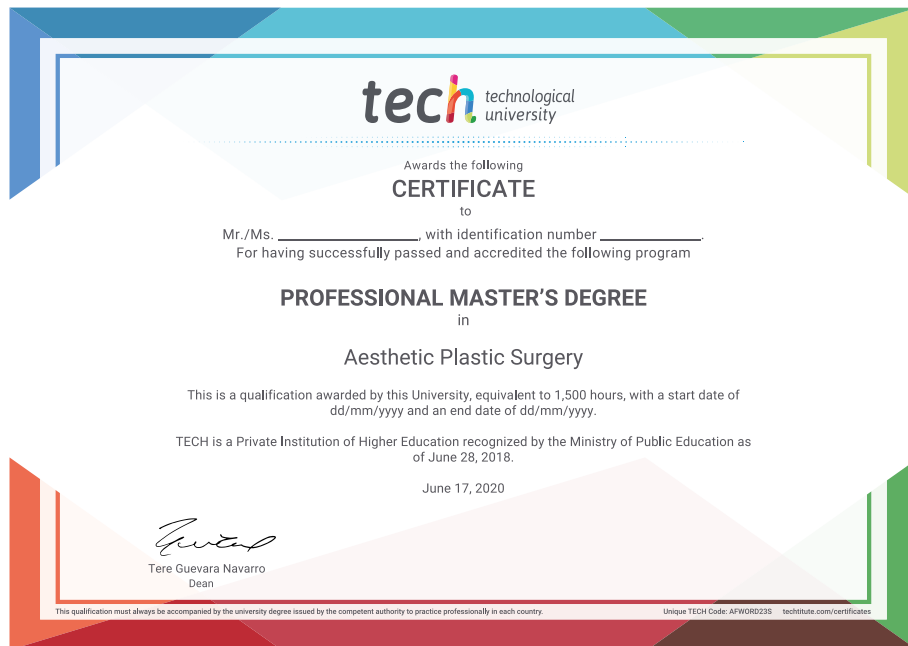 tech technological
university
Awards the following
CERTIFICATE
to
Mr./Ms. ____________________, with identification number ______________.
For having successfully passed and accredited the following program
PROFESSIONAL MASTER'S DEGREE
in
Aesthetic Plastic Surgery
This is a qualification awarded by this University, equivalent to 1,500 hours, with a start date of
dd/mm/yyyy and an end date of dd/mm/yyyy.
TECH is a Private Institution of Higher Education recognized by the Ministry of Public Education as
of June 28, 2018.
June 17, 2020
Tere Guevara Navarro
Dean
This qualification must always be accompanied by the university degree issued by the competent authority to practice professionally in each country. Unique TECH Code: AFWORD23S techtitute.com/certificates